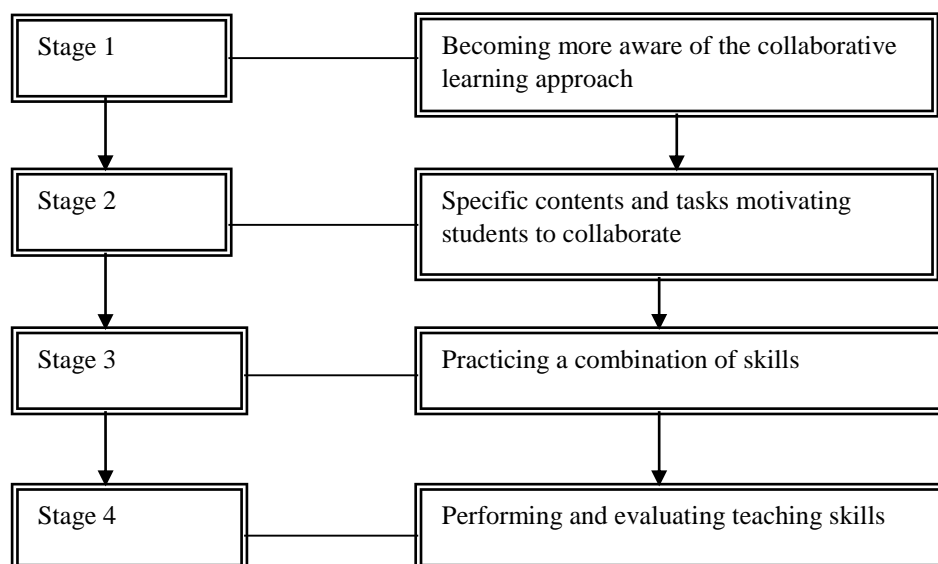 Stage 1
Becoming more aware of the collaborative
learning approach
Stage 2
Specific contents and tasks motivating
students to collaborate
Stage 3
Practicing a combination of skills
Stage 4
Performing and evaluating teaching skills